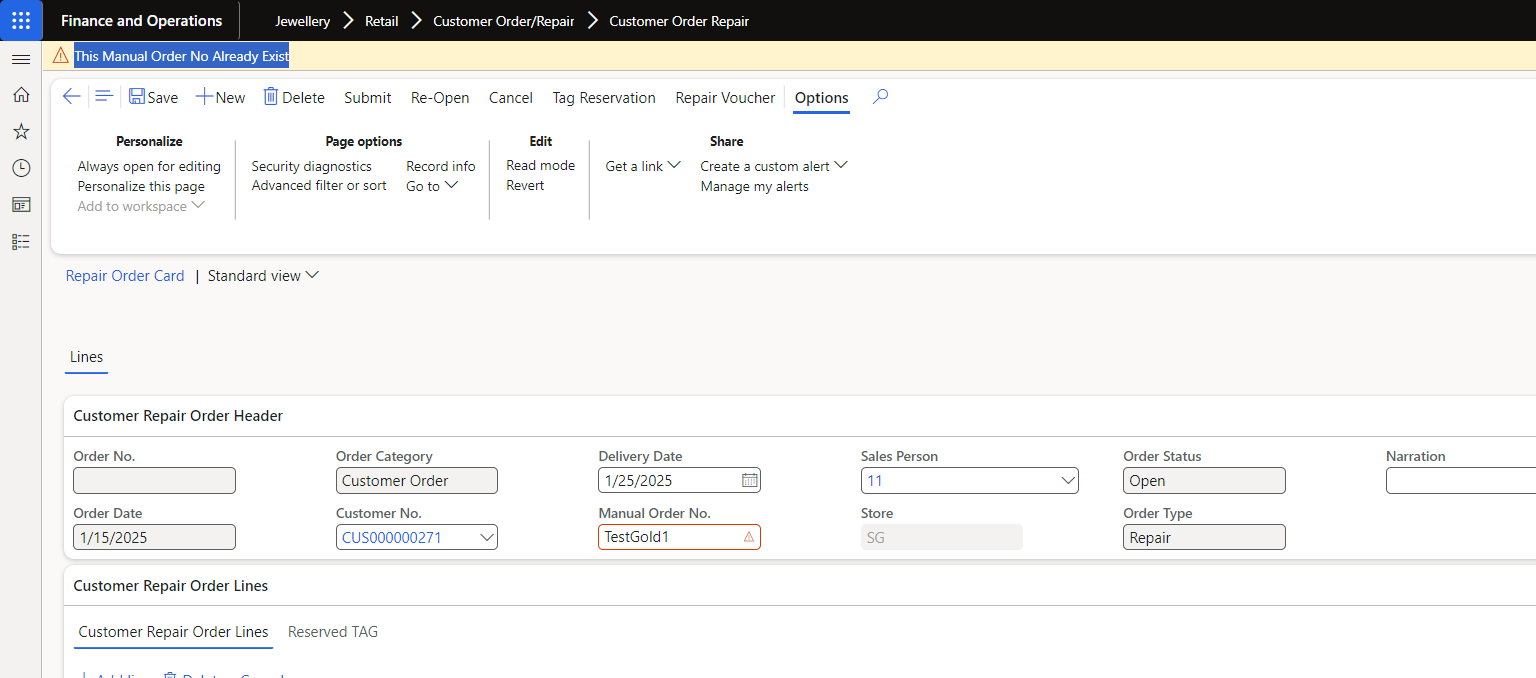 Finance and Operations Jewellery Retail Customer Order/Repair Customer Order Repair
This Manual Order No Already Exist
Save New Delete Submit Re-Open Cancel Tag Reservation Repair Voucher Options
Personalize Page options Edit Share
Always open for editing Security diagnostics Record info Read mode Get a link Create a custom alert
Personalize this page Advanced filter or sort Go to Revert Manage my alerts
Add to workspace
Repair Order Card | Standard view
Lines
Customer Repair Order Header
Order No. Order Category Delivery Date Sales Person Order Status Narration
Customer Order 1/25/2025 11 Open
Order Date Customer No. Manual Order No. Store Order Type
1/15/2025 CUS000000271 TestGold1 SG Repair
Customer Repair Order Lines
Customer Repair Order Lines Reserved TAG